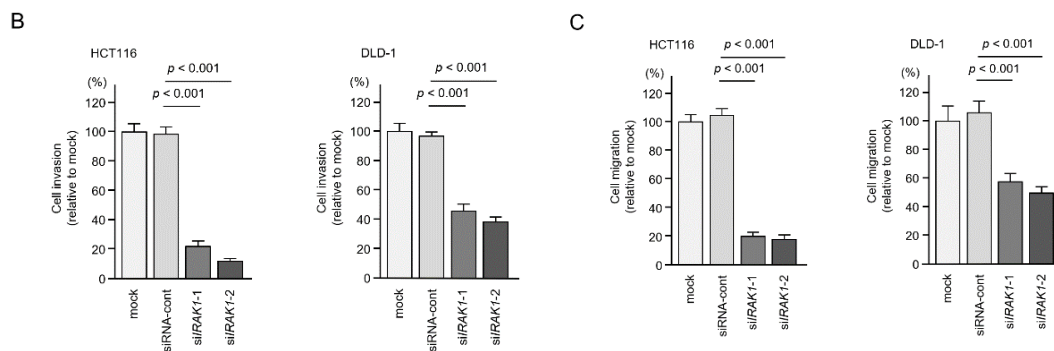 B
HCT116
p < 0.001
p < 0.001
(%)
120
100
80
60
40
20
0
Cell invasion
(relative to mock)
mock
siRNA-cont
siIRAK1-1
siIRAK1-2
DLD-1
p < 0.001
p < 0.001
(%)
120
100
80
60
40
20
0
Cell invasion
(relative to mock)
mock
siRNA-cont
siIRAK1-1
siIRAK1-2
C
HCT116
p < 0.001
p < 0.001
(%)
120
100
80
60
40
20
0
Cell migration
(relative to mock)
mock
siRNA-cont
siIRAK1-1
siIRAK1-2
DLD-1
p < 0.001
p < 0.001
(%)
120
100
80
60
40
20
0
Cell migration
(relative to mock)
mock
siRNA-cont
siIRAK1-1
siIRAK1-2